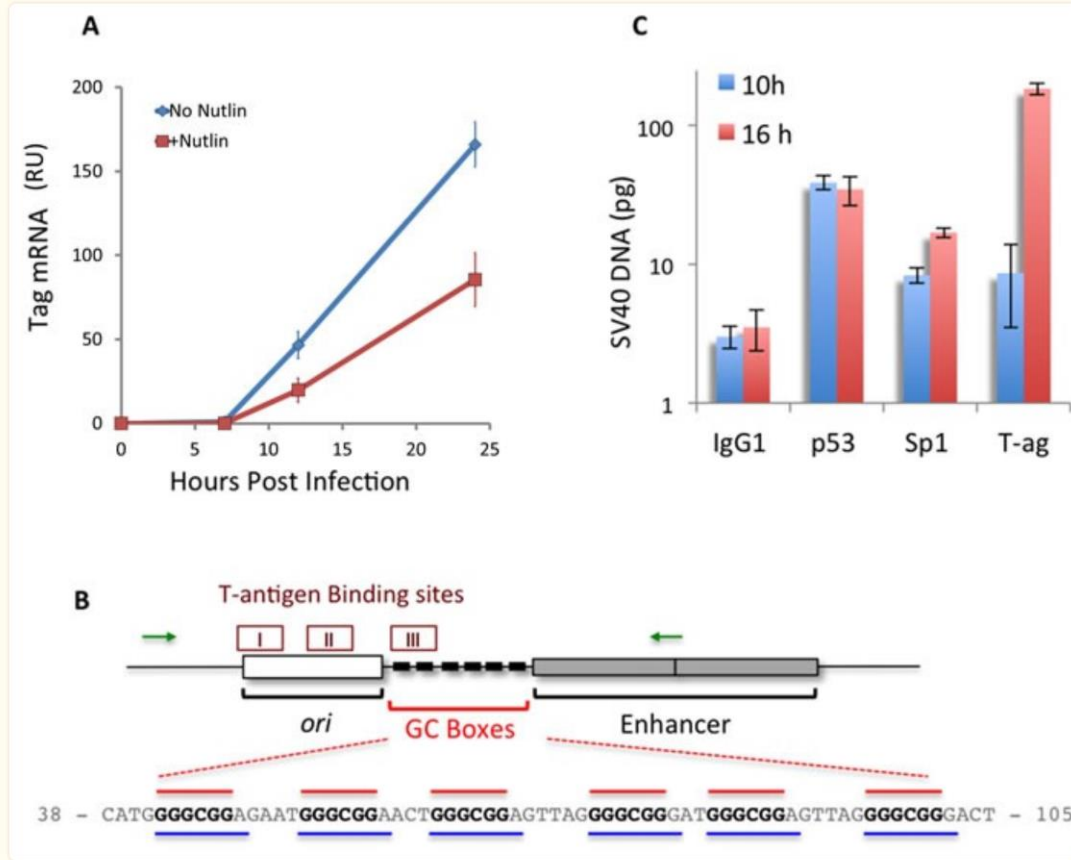 A
200
150
100
50
0
Tag mRNA (RU)
No Nutlin
+Nutlin
0 5 10 15 20 25
Hours Post Infection
C
10h
16 h
SV40 DNA (pg)
100
10
1
IgG1 p53 Sp1 T-ag
B
T-antigen Binding sites
I II III
ori GC Boxes Enhancer
38 - CATGGGGCGGAGAATGGGCGGAACTGGGCGGAGTTAGGGGCGGGATGGGCGGAGTTAGGGGCGGGACT - 105